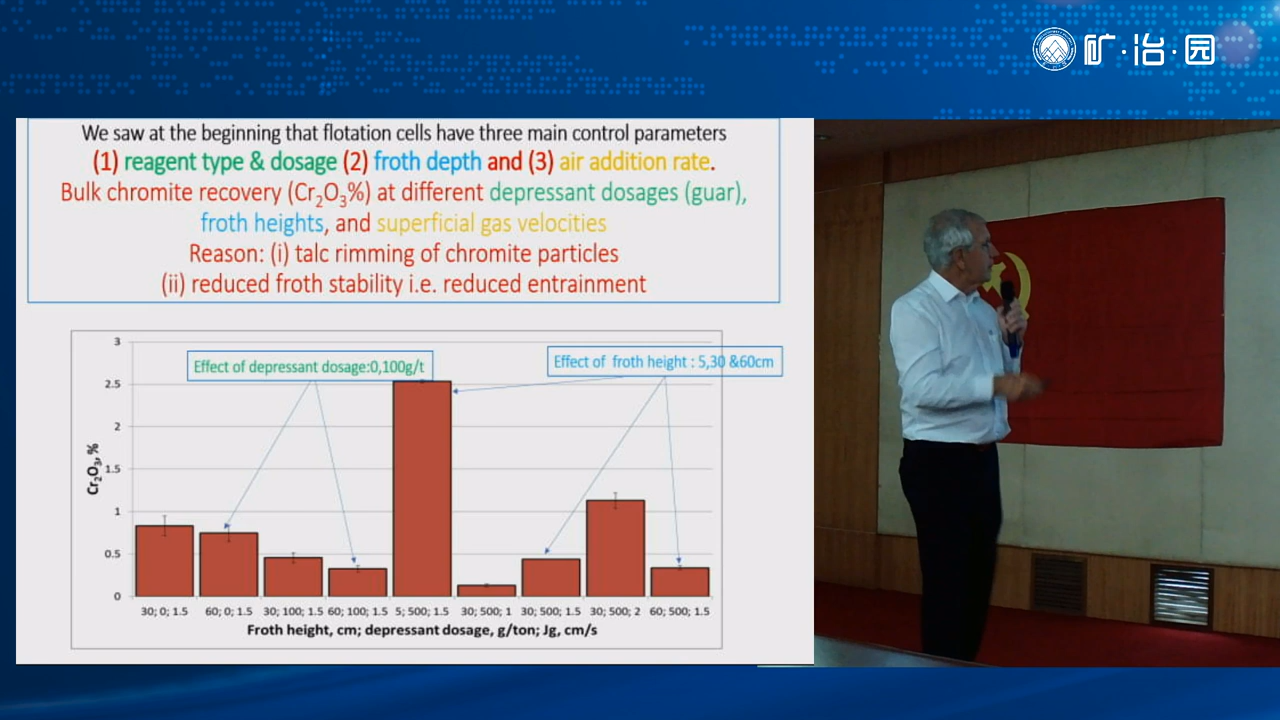 矿·冶·园
We saw at the beginning that flotation cells have three main control parameters
(1) reagent type & dosage (2) froth depth and (3) air addition rate.
Bulk chromite recovery (Cr₂O₃%) at different depressant dosages (guar),
froth heights, and superficial gas velocities
Reason: (i) talc rimming of chromite particles
(ii) reduced froth stability i.e. reduced entrainment
Effect of depressant dosage:0,100g/t
Effect of froth height : 5,30 &60cm
Cr₂O₃, %
3
2.5
2
1.5
1
0.5
0
30; 0; 1.5 60; 0; 1.5 30; 100; 1.5 60; 100; 1.5 5; 500; 1.5 30; 500; 1 30; 500; 1.5 30; 500; 2 60; 500; 1.5
Froth height, cm; depressant dosage, g/ton; Jg, cm/s